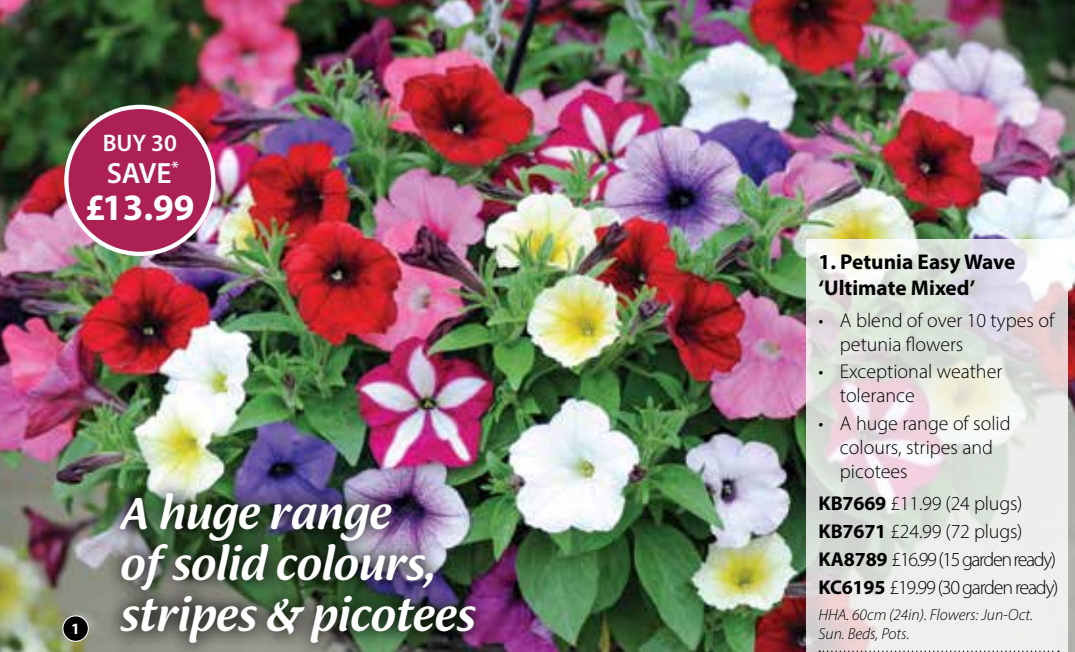 BUY 30
SAVE*
£13.99
1. Petunia Easy Wave
‘Ultimate Mixed’
• A blend of over 10 types of
petunia flowers
• Exceptional weather
tolerance
• A huge range of solid
colours, stripes and
picotees
KB7669 £11.99 (24 plugs)
KB7671 £24.99 (72 plugs)
KA8789 £16.99 (15 garden ready)
KC6195 £19.99 (30 garden ready)
HHA. 60cm (24in). Flowers: Jun-Oct.
Sun. Beds, Pots.
A huge range
of solid colours,
stripes & picotees
1